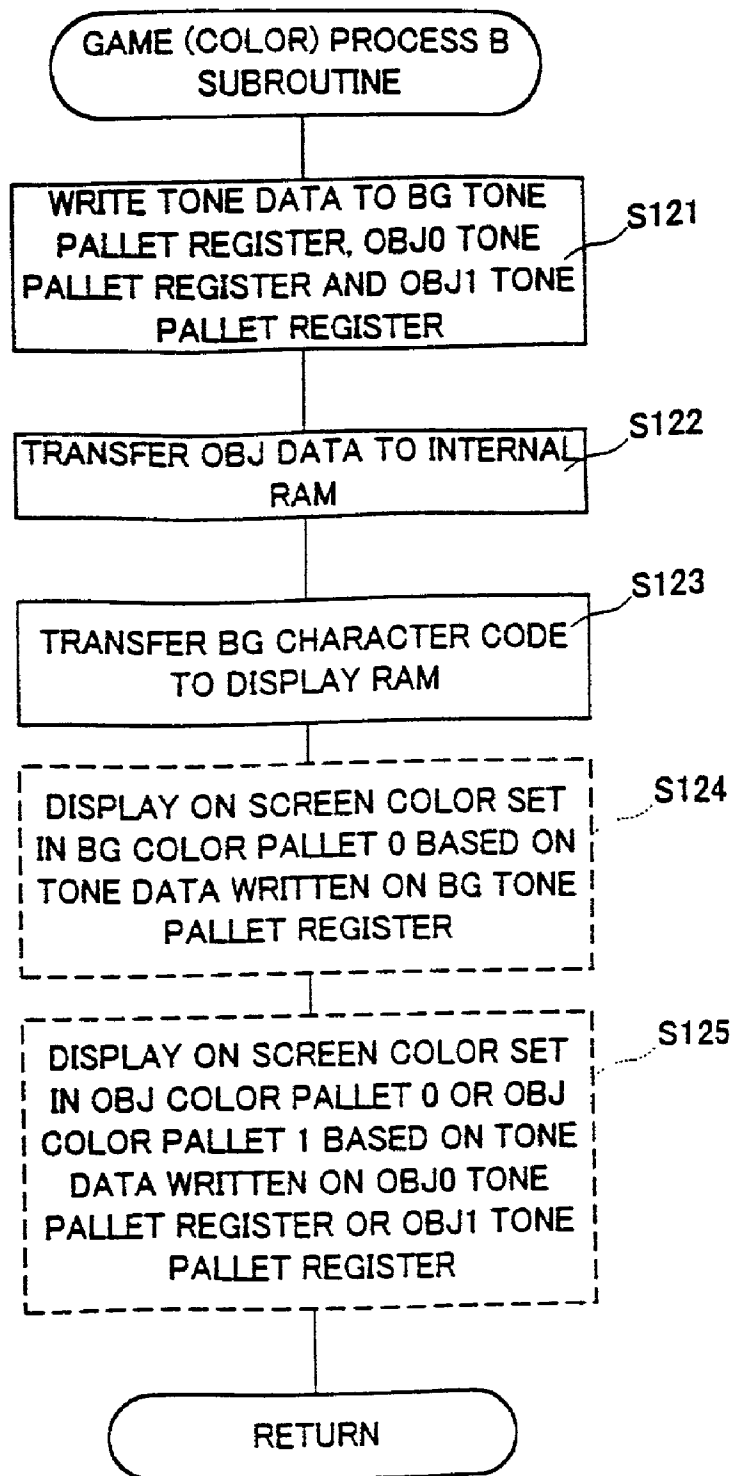 GAME (COLOR) PROCESS B
SUBROUTINE
WRITE TONE DATA TO BG TONE
PALLET REGISTER, OBJ0 TONE
PALLET REGISTER AND OBJ1 TONE
PALLET REGISTER
S121
TRANSFER OBJ DATA TO INTERNAL
RAM
S122
TRANSFER BG CHARACTER CODE
TO DISPLAY RAM
S123
DISPLAY ON SCREEN COLOR SET
IN BG COLOR PALLET 0 BASED ON
TONE DATA WRITTEN ON BG TONE
PALLET REGISTER
S124
DISPLAY ON SCREEN COLOR SET
IN OBJ COLOR PALLET 0 OR OBJ
COLOR PALLET 1 BASED ON TONE
DATA WRITTEN ON OBJ0 TONE
PALLET REGISTER OR OBJ1 TONE
PALLET REGISTER
S125
RETURN